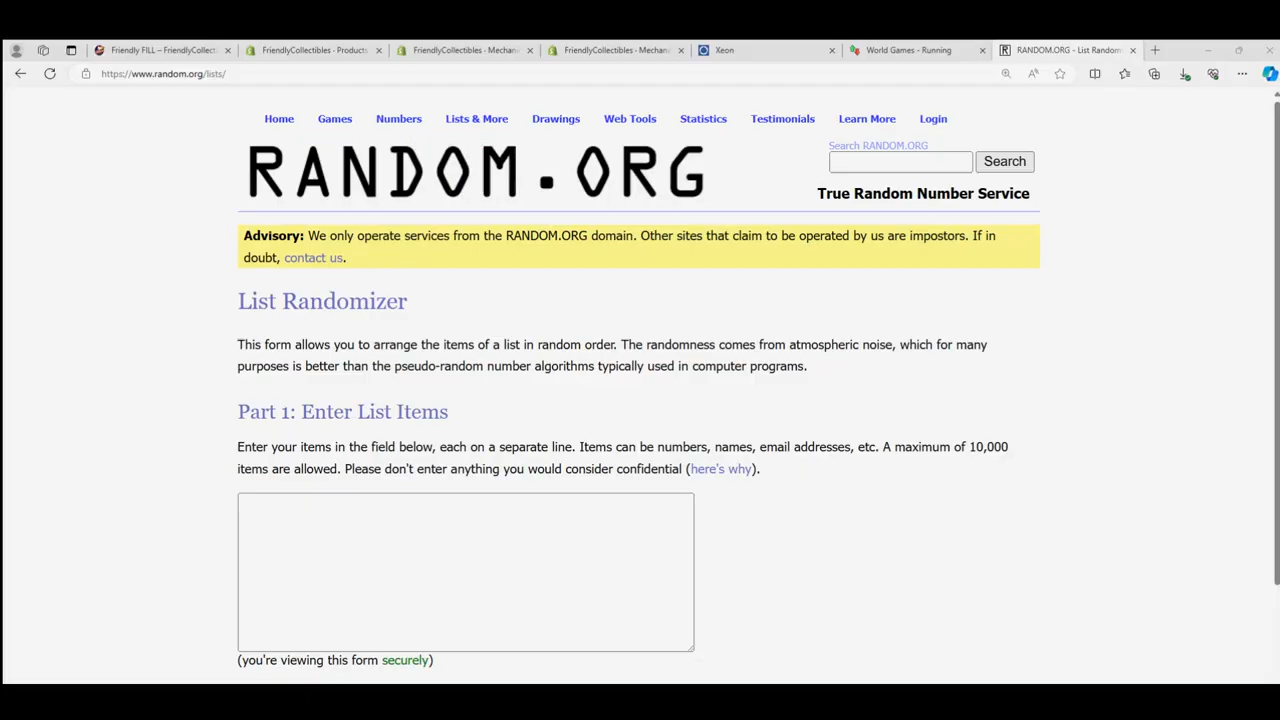 Friendly FILL – FriendlyCollecti
FriendlyCollectibles - Products
FriendlyCollectibles - Mechan
FriendlyCollectibles - Mechan
Xeon
World Games - Running
RANDOM.ORG - List Random
https://www.random.org/lists/
Home
Games
Numbers
Lists & More
Drawings
Web Tools
Statistics
Testimonials
Learn More
Login
RANDOM.ORG
Search RANDOM.ORG
Search
True Random Number Service
Advisory: We only operate services from the RANDOM.ORG domain. Other sites that claim to be operated by us are impostors. If in
doubt, contact us.
List Randomizer
This form allows you to arrange the items of a list in random order. The randomness comes from atmospheric noise, which for many
purposes is better than the pseudo-random number algorithms typically used in computer programs.
Part 1: Enter List Items
Enter your items in the field below, each on a separate line. Items can be numbers, names, email addresses, etc. A maximum of 10,000
items are allowed. Please don't enter anything you would consider confidential (here's why).
(you're viewing this form securely)